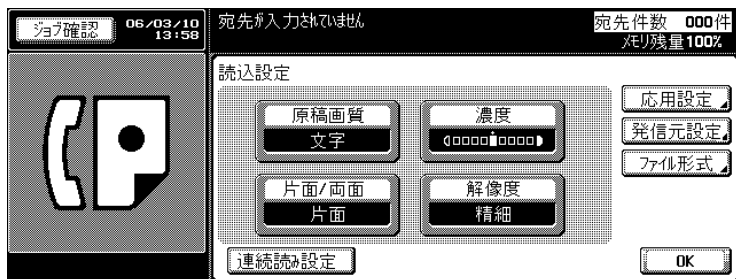 ジョブ確認
06/03/10
13:58
宛先が入力されていません
宛先件数 000件
メモリ残量100%
読込設定
原稿画質
文字
濃度
片面/両面
片面
解像度
精細
応用設定
発信元設定
ファイル形式
連続読み設定
OK